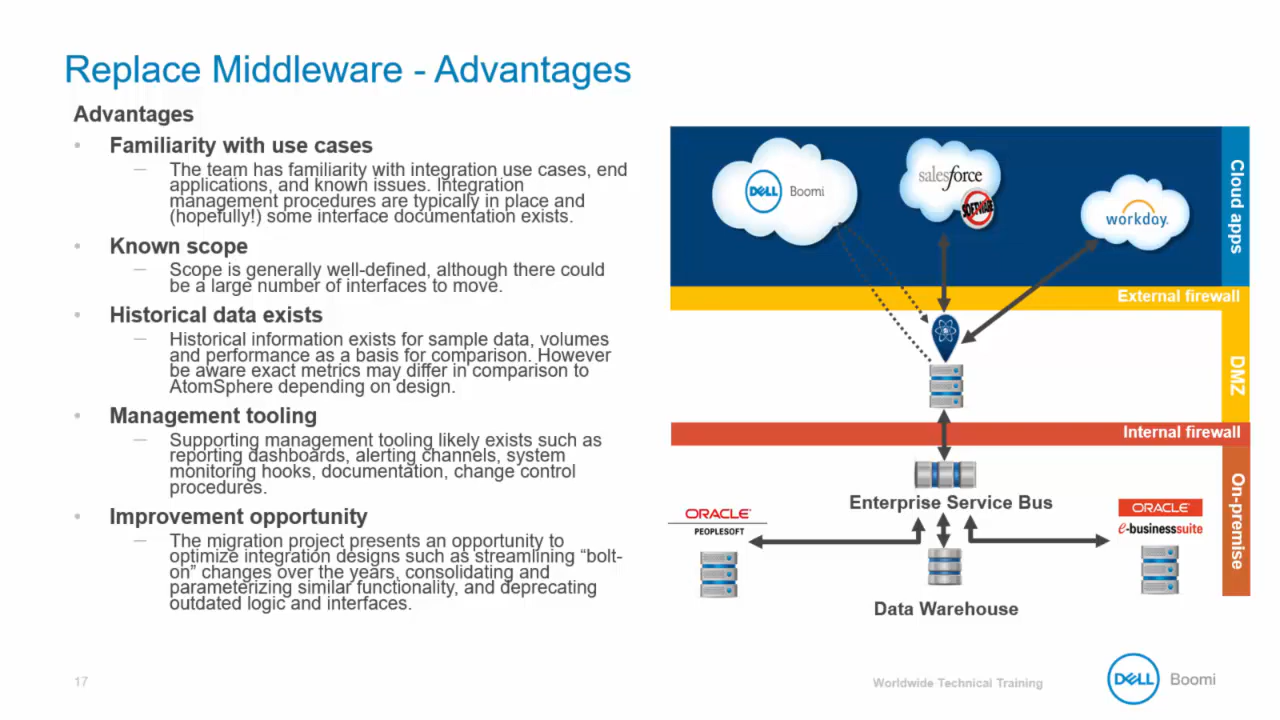 Replace Middleware - Advantages
Advantages
• Familiarity with use cases
— The team has familiarity with integration use cases, end
applications, and known issues. Integration
management procedures are typically in place and
(hopefully!) some interface documentation exists.
• Known scope
— Scope is generally well-defined, although there could
be a large number of interfaces to move.
• Historical data exists
— Historical information exists for sample data, volumes
and performance as a basis for comparison. However
be aware exact metrics may differ in comparison to
AtomSphere depending on design.
• Management tooling
— Supporting management tooling likely exists such as
reporting dashboards, alerting channels, system
monitoring hooks, documentation, change control
procedures.
• Improvement opportunity
— The migration project presents an opportunity to
optimize integration designs such as streamlining “bolt-
on” changes over the years, consolidating and
parameterizing similar functionality, and deprecating
outdated logic and interfaces.
DELL Boomi
salesforce
SOFTWARE
workday.
Cloud apps
External firewall
DMZ
Internal firewall
Enterprise Service Bus
ORACLE
PEOPLESOFT
ORACLE
e-businesssuite
On-premise
Data Warehouse
17
Worldwide Technical Training
DELL Boomi